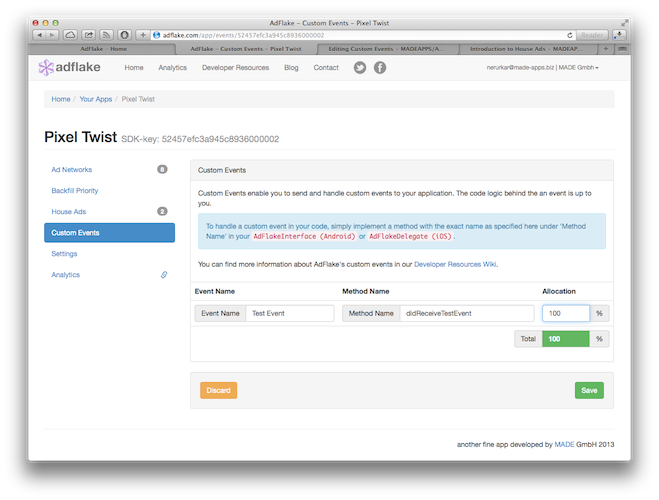 AdFlake - Custom Events - Pixel Twist
adflake.com/app/events/52457efc3a945c8936000002
Reader
AdFlake - Home
AdFlake - Custom Events - Pixel Twist
Editing Custom Events - MADEAPPS/A...
Introduction to House Ads - MADEAP...
adflake
Home
Analytics
Developer Resources
Blog
Contact
nerurkar@made-apps.biz | MADE GmbH
Home / Your Apps / Pixel Twist
Pixel Twist SDK-key: 52457efc3a945c8936000002
Ad Networks
Backfill Priority
House Ads 2
Custom Events
Settings
Analytics
Custom Events
Custom Events enable you to send and handle custom events to your application. The code logic behind the an event is up to
you.
To handle a custom event in your code, simply implement a method with the exact name as specified here under 'Method
Name' in your AdFlakeInterface (Android) or AdFlakeDelegate (iOS).
You can find more information about AdFlake's custom events in our Developer Resources Wiki.
Event Name
Method Name
Allocation
Event Name
Test Event
Method Name
didReceiveTestEvent
100
%
Total
100
%
Discard
Save
another fine app developed by MADE GmbH 2013